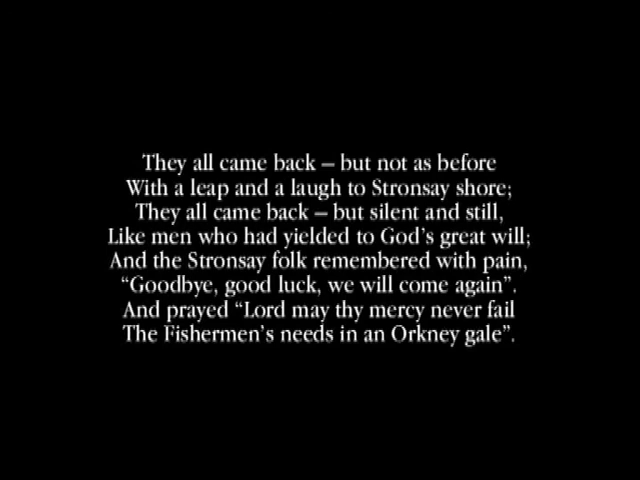 They all came back – but not as before
With a leap and a laugh to Stronsay shore;
They all came back – but silent and still,
Like men who had yielded to God's great will;
And the Stronsay folk remembered with pain,
“Goodbye, good luck, we will come again”.
And prayed “Lord may thy mercy never fail
The Fishermen's needs in an Orkney gale”.